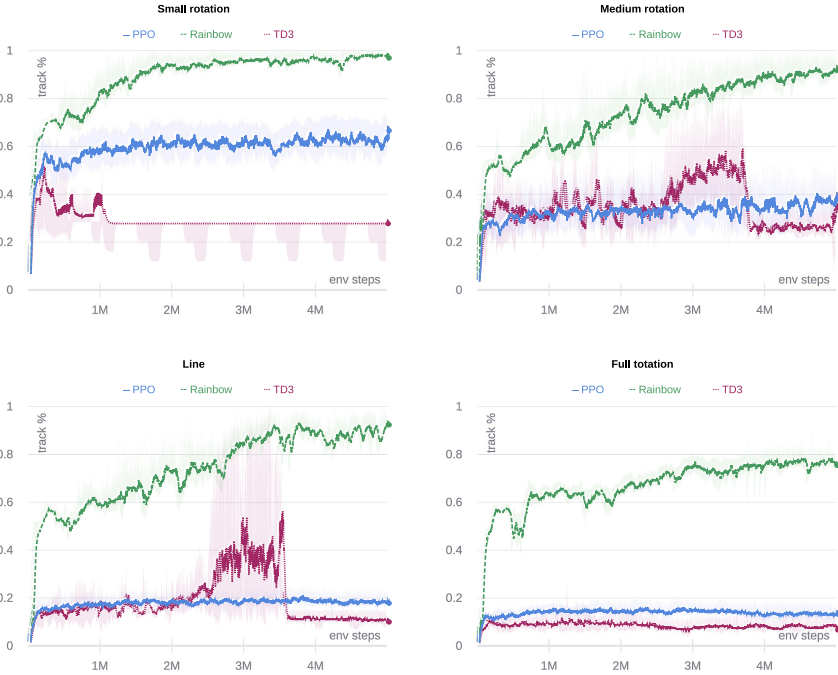 Small rotation
PPO Rainbow TD3
track %
1
0.8
0.6
0.4
0.2
0
env steps
1M 2M 3M 4M
Medium rotation
PPO Rainbow TD3
track %
1
0.8
0.6
0.4
0.2
0
env steps
1M 2M 3M 4M
Line
PPO Rainbow TD3
track %
1
0.8
0.6
0.4
0.2
0
env steps
1M 2M 3M 4M
Full totation
PPO Rainbow TD3
track %
1
0.8
0.6
0.4
0.2
0
env steps
1M 2M 3M 4M